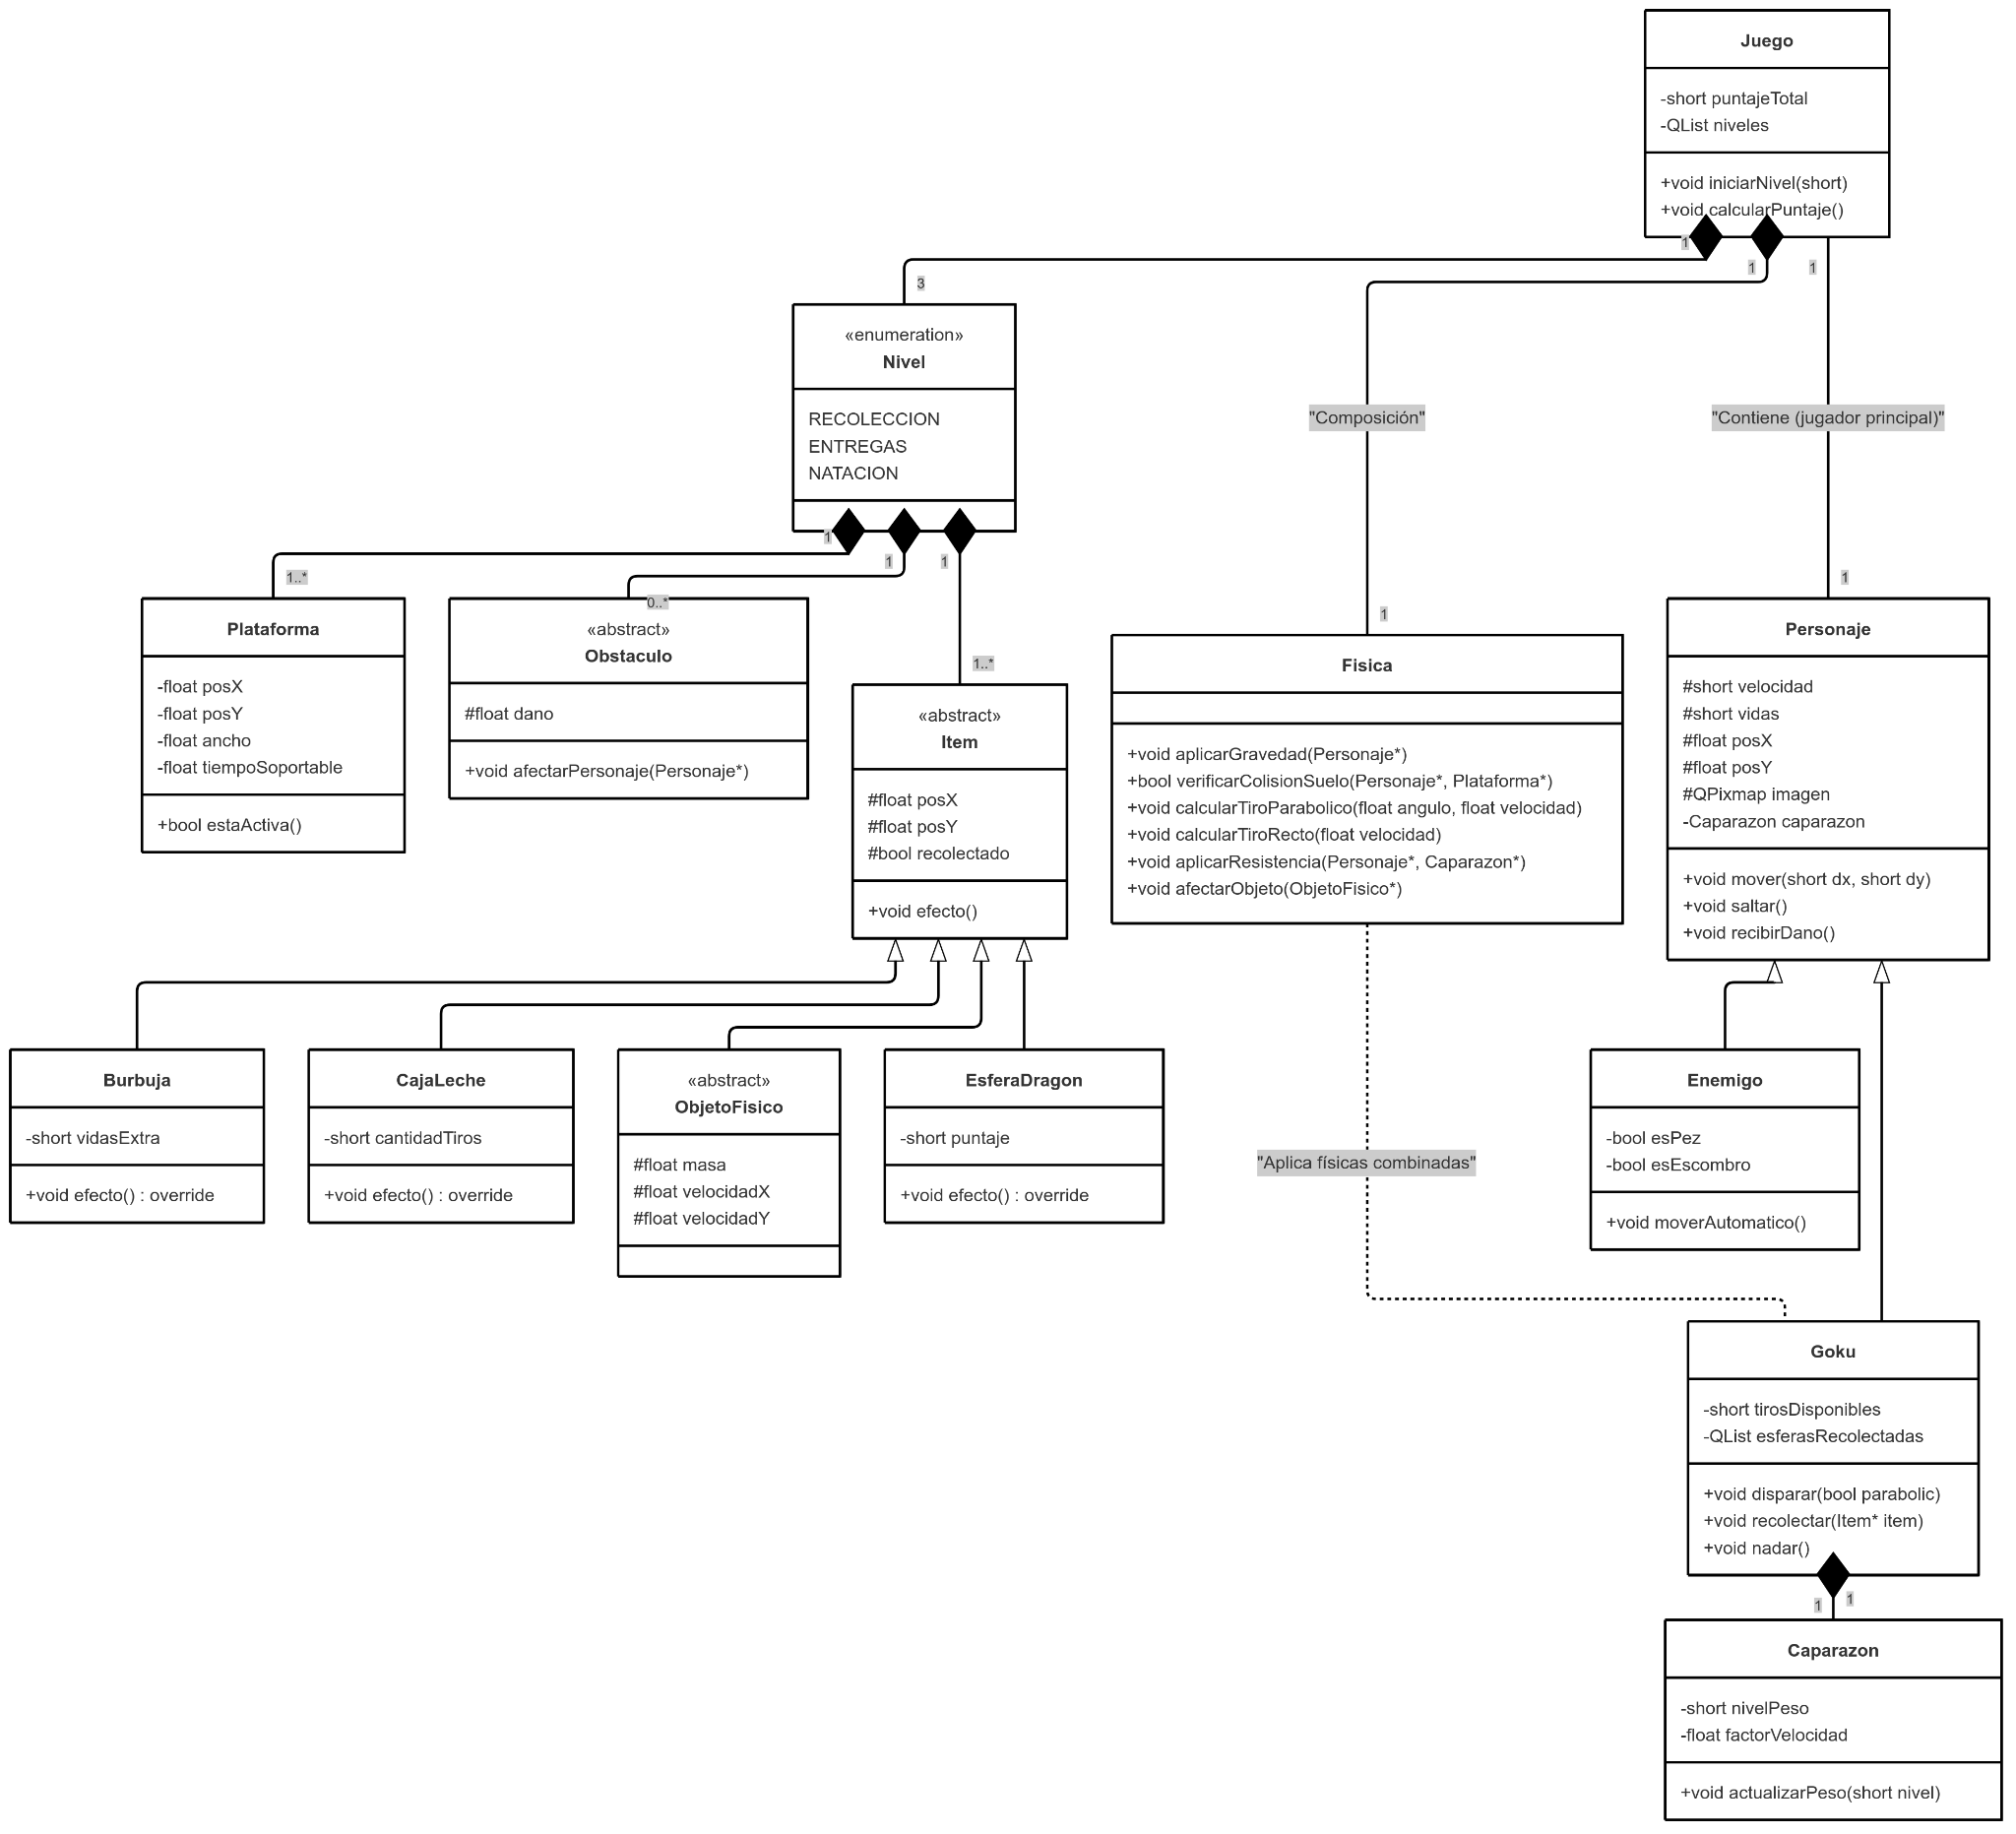 Juego
-short puntajeTotal
-QList niveles
+void iniciarNivel(short)
+void calcularPuntaje()
1
1
1
3
«enumeration»
Nivel
RECOLECCION
ENTREGAS
NATACION
"Composición"
"Contiene (jugador principal)"
1
1
1
1..*
0..*
1..*
1
1
Plataforma
-float posX
-float posY
-float ancho
-float tiempoSoportable
+bool estaActiva()
«abstract»
Obstaculo
#float dano
+void afectarPersonaje(Personaje*)
«abstract»
Item
#float posX
#float posY
#bool recolectado
+void efecto()
Fisica
+void aplicarGravedad(Personaje*)
+bool verificarColisionSuelo(Personaje*, Plataforma*)
+void calcularTiroParabolico(float angulo, float velocidad)
+void calcularTiroRecto(float velocidad)
+void aplicarResistencia(Personaje*, Caparazon*)
+void afectarObjeto(ObjetoFisico*)
Personaje
#short velocidad
#short vidas
#float posX
#float posY
#QPixmap imagen
-Caparazon caparazon
+void mover(short dx, short dy)
+void saltar()
+void recibirDano()
Burbuja
-short vidasExtra
+void efecto() : override
CajaLeche
-short cantidadTiros
+void efecto() : override
«abstract»
ObjetoFisico
#float masa
#float velocidadX
#float velocidadY
EsferaDragon
-short puntaje
+void efecto() : override
"Aplica físicas combinadas"
Enemigo
-bool esPez
-bool esEscombro
+void moverAutomatico()
Goku
-short tirosDisponibles
-QList esferasRecolectadas
+void disparar(bool parabolic)
+void recolectar(Item* item)
+void nadar()
1
1
Caparazon
-short nivelPeso
-float factorVelocidad
+void actualizarPeso(short nivel)